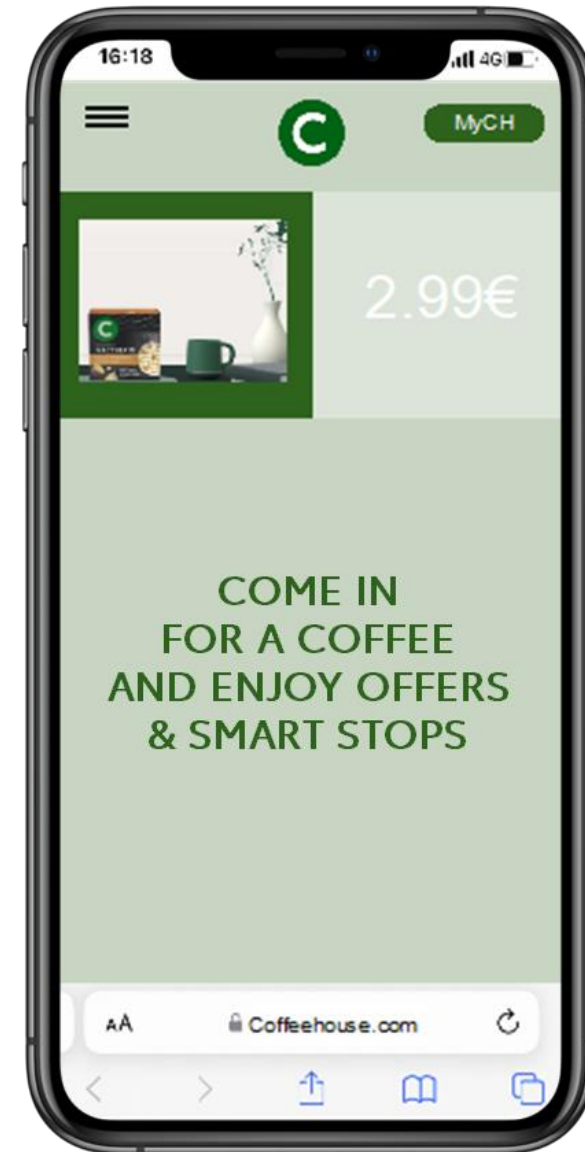 16:18
4G
C
MyCH
C
2.99€
COME IN
FOR A COFFEE
AND ENJOY OFFERS
& SMART STOPS
AA
Coffeehouse.com